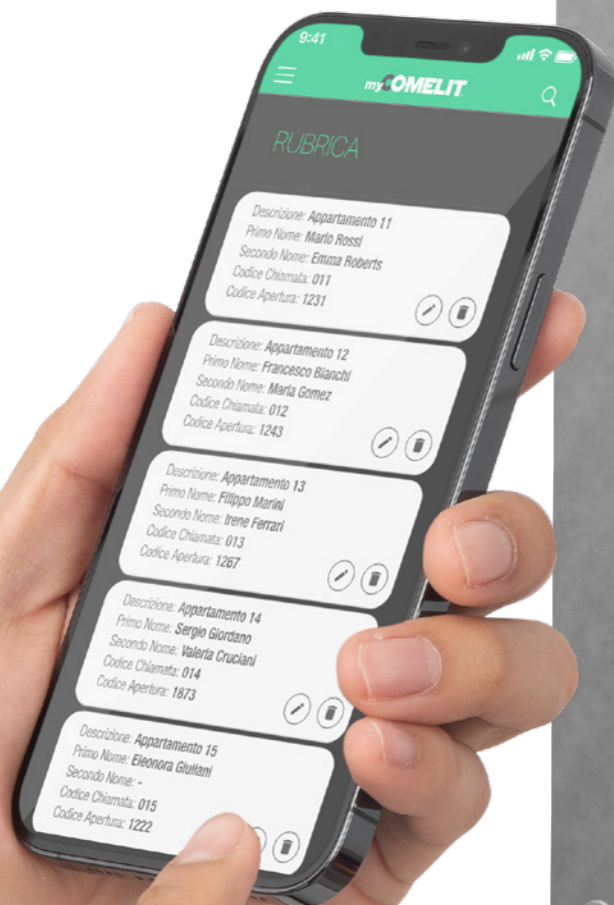 9:41
myCOMELIT
RUBRICA
Descrizione: Appartamento 11
Primo Nome: Mario Rossi
Secondo Nome: Emma Roberts
Codice Chiamata: 011
Codice Apertura: 1231
Descrizione: Appartamento 12
Primo Nome: Francesco Bianchi
Secondo Nome: Maria Gomez
Codice Chiamata: 012
Codice Apertura: 1243
Descrizione: Appartamento 13
Primo Nome: Filippo Marini
Secondo Nome: Irene Ferrari
Codice Chiamata: 013
Codice Apertura: 1267
Descrizione: Appartamento 14
Primo Nome: Sergio Giordano
Secondo Nome: Valeria Cruciani
Codice Chiamata: 014
Codice Apertura: 1873
Descrizione: Appartamento 15
Primo Nome: Eleonora Giuliani
Secondo Nome: -
Codice Chiamata: 015
Codice Apertura: 1222